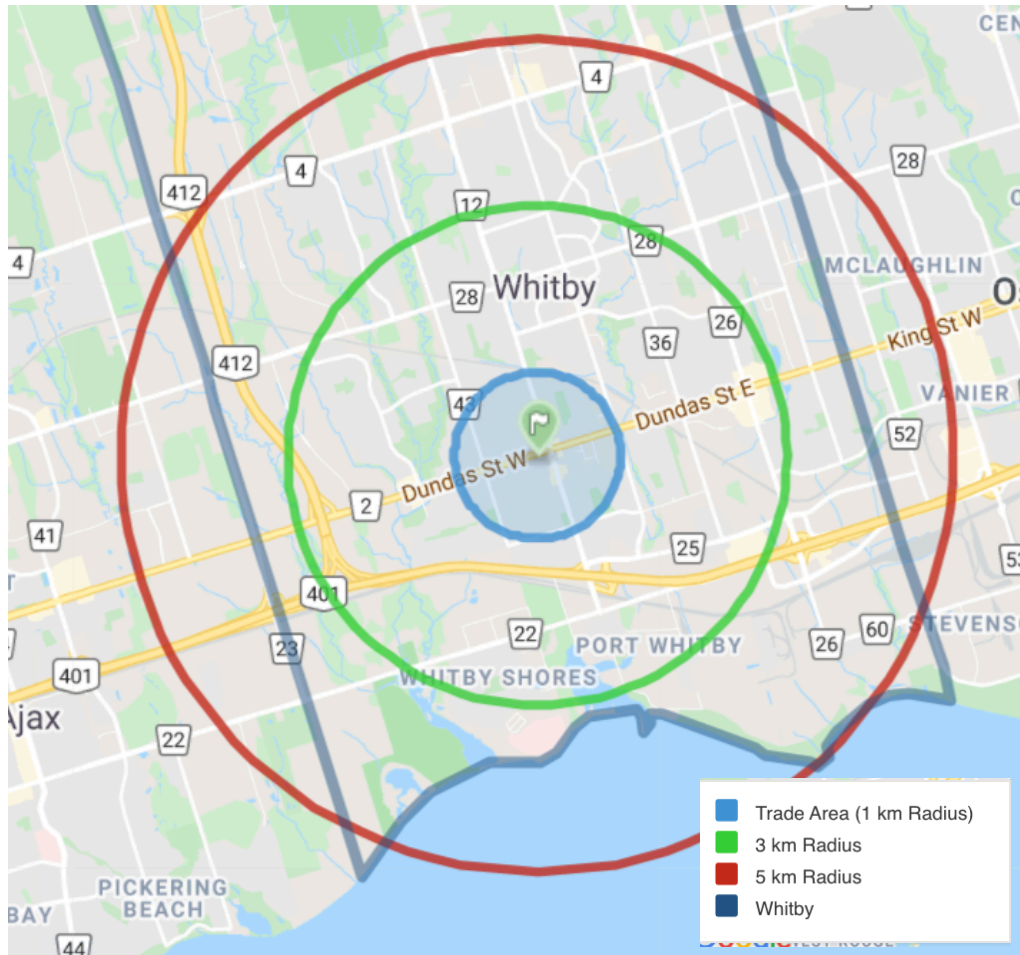 CEN
4
4
412
28
12
28
4
MCLAUGHLIN
Whitby
28
O
26
King St W
36
412
Dundas St E
VANIER
43
52
Dundas St W
2
41
25
401
22
60
STEVENS
23
PORT WHITBY
26
401
WHITBY SHORES
Ajax
22
Trade Area (1 km Radius)
3 km Radius
5 km Radius
PICKERING
BEACH
Whitby
BAY
44